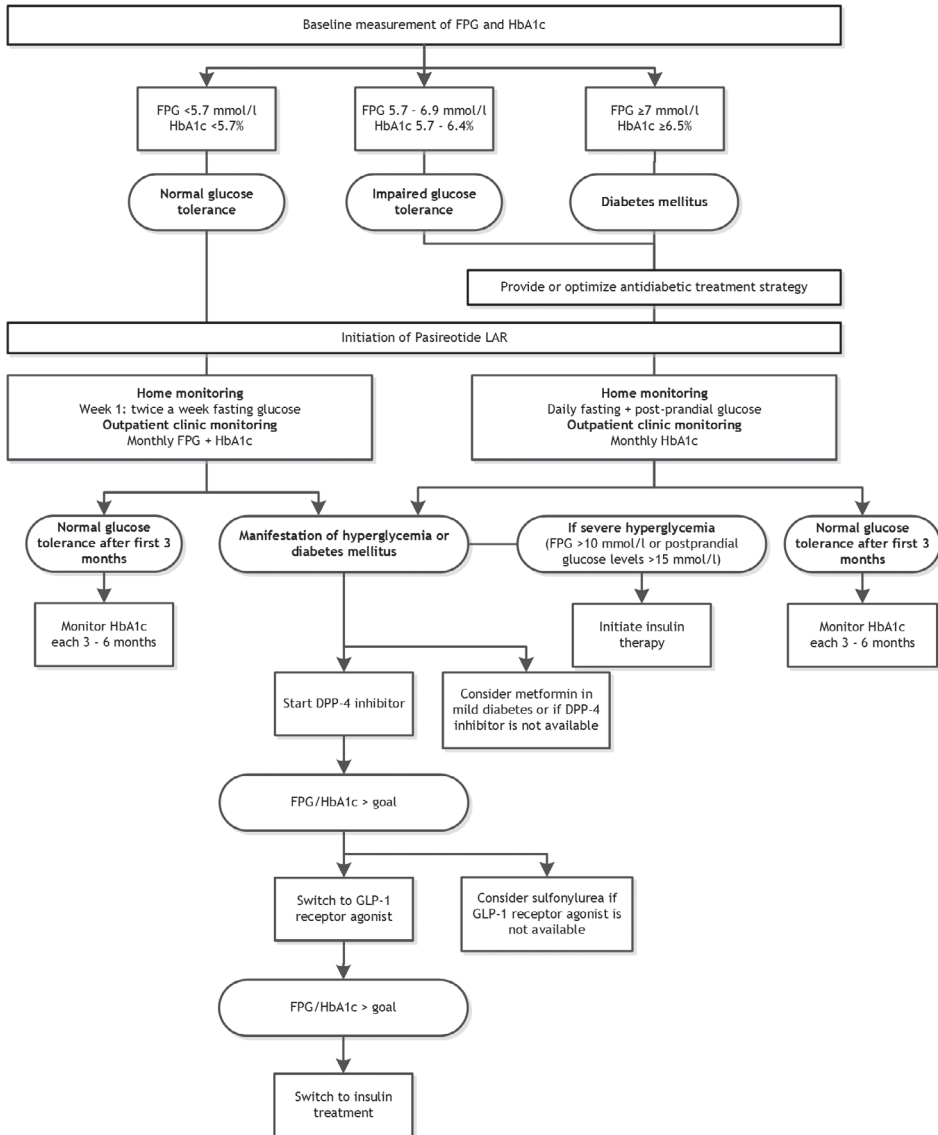 Baseline measurement of FPG and HbA1c
FPG <5.7 mmol/l
HbA1c <5.7%
FPG 5.7 - 6.9 mmol/l
HbA1c 5.7 - 6.4%
FPG ≥7 mmol/l
HbA1c ≥6.5%
Normal glucose
tolerance
Impaired glucose
tolerance
Diabetes mellitus
Provide or optimize antidiabetic treatment strategy
Initiation of Pasireotide LAR
Home monitoring
Week 1: twice a week fasting glucose
Outpatient clinic monitoring
Monthly FPG + HbA1c
Home monitoring
Daily fasting + post-prandial glucose
Outpatient clinic monitoring
Monthly HbA1c
Normal glucose
tolerance after first 3
months
Manifestation of hyperglycemia or
diabetes mellitus
If severe hyperglycemia
(FPG >10 mmol/l or postprandial
glucose levels >15 mmol/l)
Normal glucose
tolerance after first 3
months
Monitor HbA1c
each 3 - 6 months
Initiate insulin
therapy
Monitor HbA1c
each 3 - 6 months
Start DPP-4 inhibitor
Consider metformin in
mild diabetes or if DPP-4
inhibitor is not available
FPG/HbA1c > goal
Switch to GLP-1
receptor agonist
Consider sulfonylurea if
GLP-1 receptor agonist is
not available
FPG/HbA1c > goal
Switch to insulin
treatment